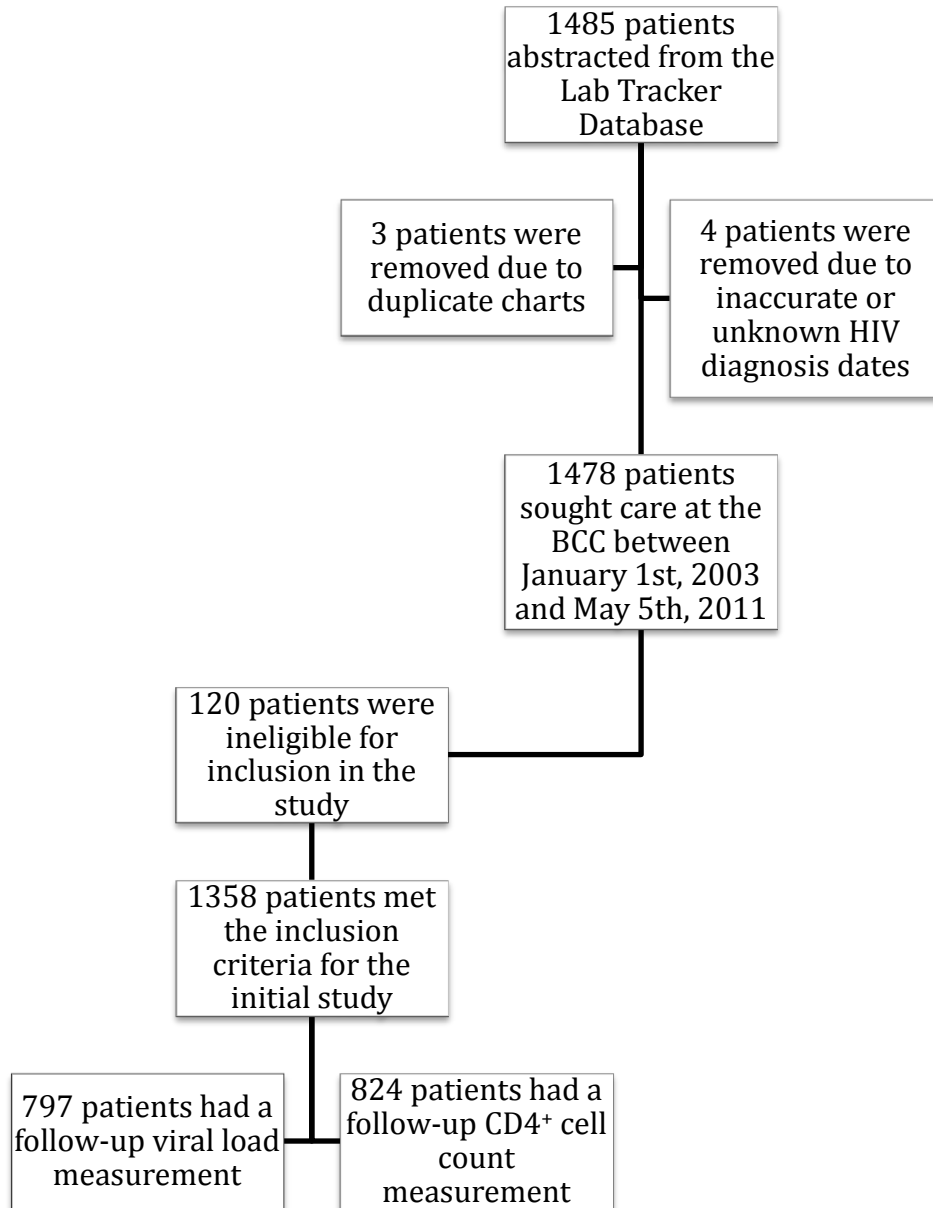 1485 patients
abstracted from the
Lab Tracker
Database
3 patients were
removed due to
duplicate charts
4 patients were
removed due to
inaccurate or
unknown HIV
diagnosis dates
1478 patients
sought care at the
BCC between
January 1st, 2003
and May 5th, 2011
120 patients were
ineligible for
inclusion in the
study
1358 patients met
the inclusion
criteria for the
initial study
797 patients had a
follow-up viral load
measurement
824 patients had a
follow-up CD4⁺ cell
count
measurement